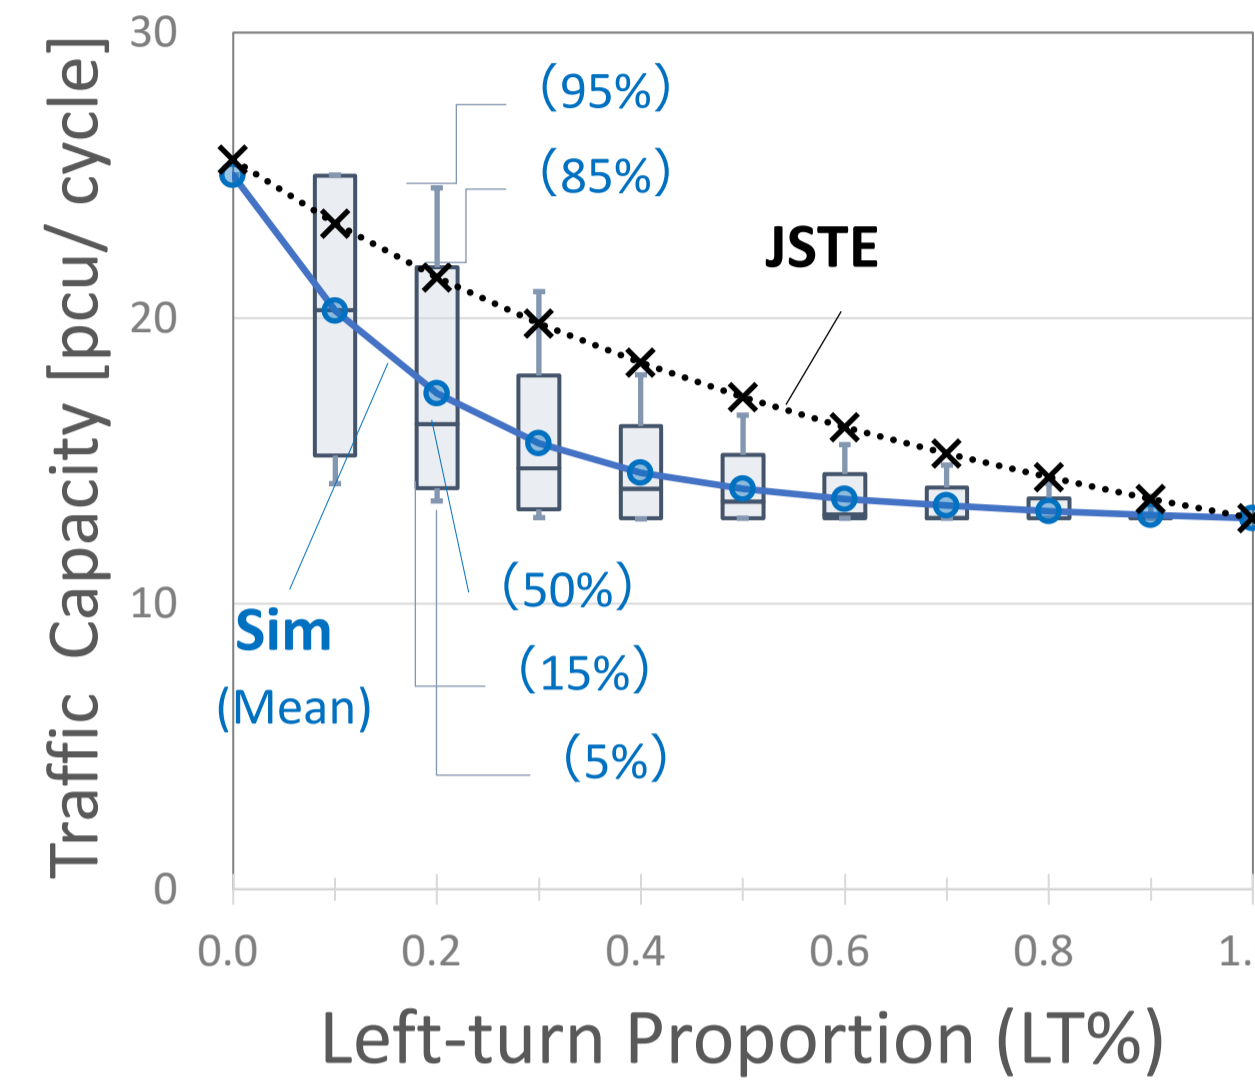 Traffic Capacity [pcu/ cycle]
30
20
10
0
(95%)
(85%)
JSTE
(50%)
Sim
(Mean)
(15%)
(5%)
0.0 0.2 0.4 0.6 0.8 1.
Left-turn Proportion (LT%)